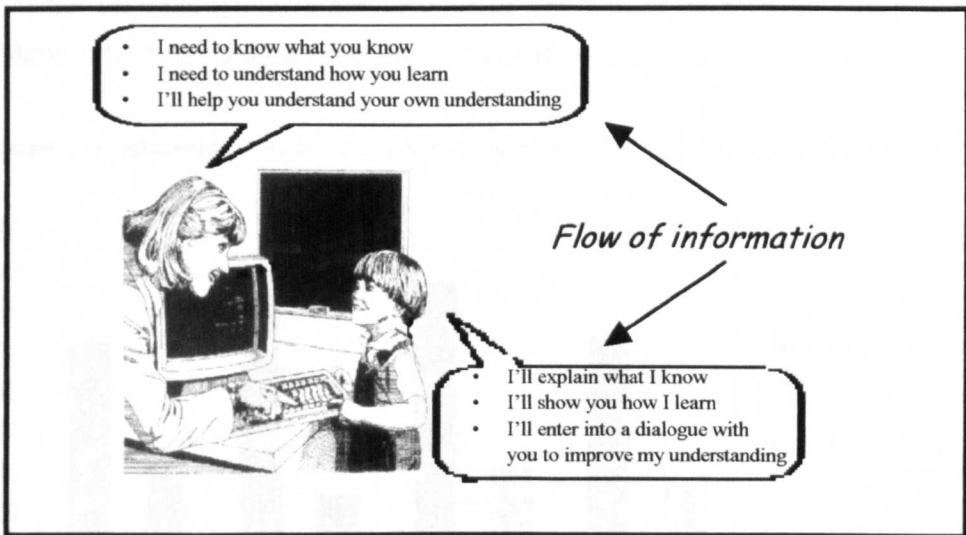 • I need to know what you know
• I need to understand how you learn
• I'll help you understand your own understanding
Flow of information
• I'll explain what I know
• I'll show you how I learn
• I'll enter into a dialogue with
you to improve my understanding